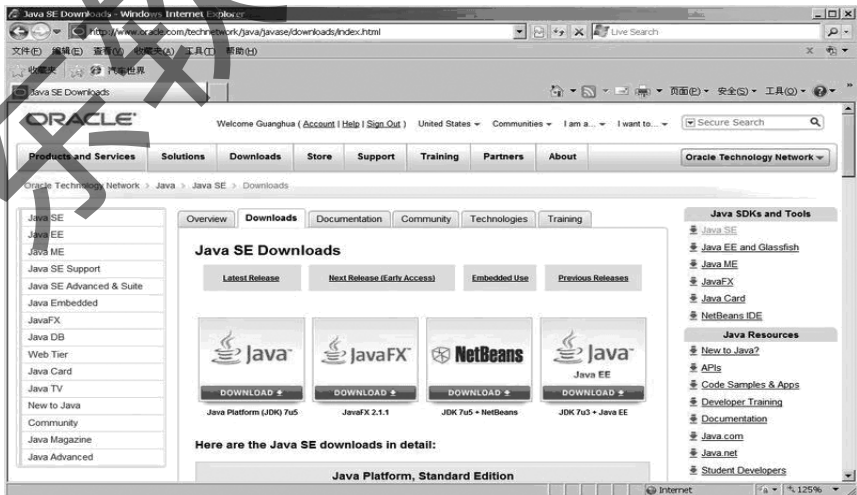 Java SE Downloads - Windows Internet Explorer
http://www.oracle.com/technetwork/java/javase/downloads/index.html
Live Search
文件(F) 编辑(E) 查看(V) 收藏夹(A) 工具(T) 帮助(H)
收藏夹 汽车世界
Java SE Downloads
页面(P) 安全(S) 工具(O)
ORACLE
Welcome Guanghua ( Account | Help | Sign Out ) United States Communities I am a... I want to... Secure Search
Products and Services Solutions Downloads Store Support Training Partners About Oracle Technology Network
Oracle Technology Network > Java > Java SE > Downloads
Java SE
Java EE
Java ME
Java SE Support
Java SE Advanced & Suite
Java Embedded
JavaFX
Java DB
Web Tier
Java Card
Java TV
New to Java
Community
Java Magazine
Java Advanced
Overview Downloads Documentation Community Technologies Training
Java SE Downloads
Latest Release Next Release (Early Access) Embedded Use Previous Releases
Java
DOWNLOAD
Java Platform (JDK) 7u5
JavaFX
DOWNLOAD
JavaFX 2.1.1
NetBeans
DOWNLOAD
JDK 7u5 + NetBeans
Java
Java EE
DOWNLOAD
JDK 7u3 + Java EE
Here are the Java SE downloads in detail:
Java Platform, Standard Edition
Java SDKs and Tools
Java SE
Java EE and Glassfish
Java ME
JavaFX
Java Card
NetBeans IDE
Java Resources
New to Java?
APIs
Code Samples & Apps
Developer Training
Documentation
Java.com
Java.net
Student Developers
Internet 125%